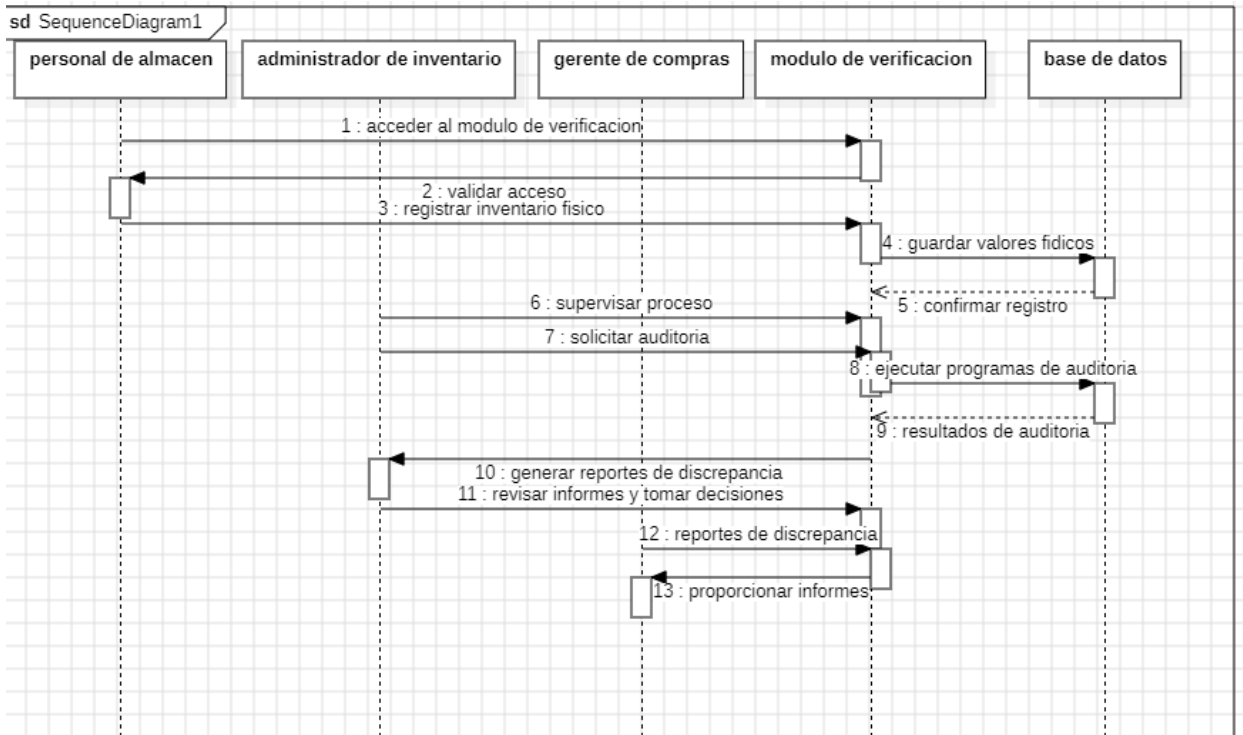 sd SequenceDiagram1
personal de almacen
administrador de inventario
gerente de compras
modulo de verificacion
base de datos
1 : acceder al modulo de verificacion
2 : validar acceso
3 : registrar inventario fisico
4 : guardar valores fidicos
5 : confirmar registro
6 : supervisar proceso
7 : solicitar auditoria
8 : ejecutar programas de auditoria
9 : resultados de auditoria
10 : generar reportes de discrepancia
11 : revisar informes y tomar decisiones
12 : reportes de discrepancia
13 : proporcionar informes